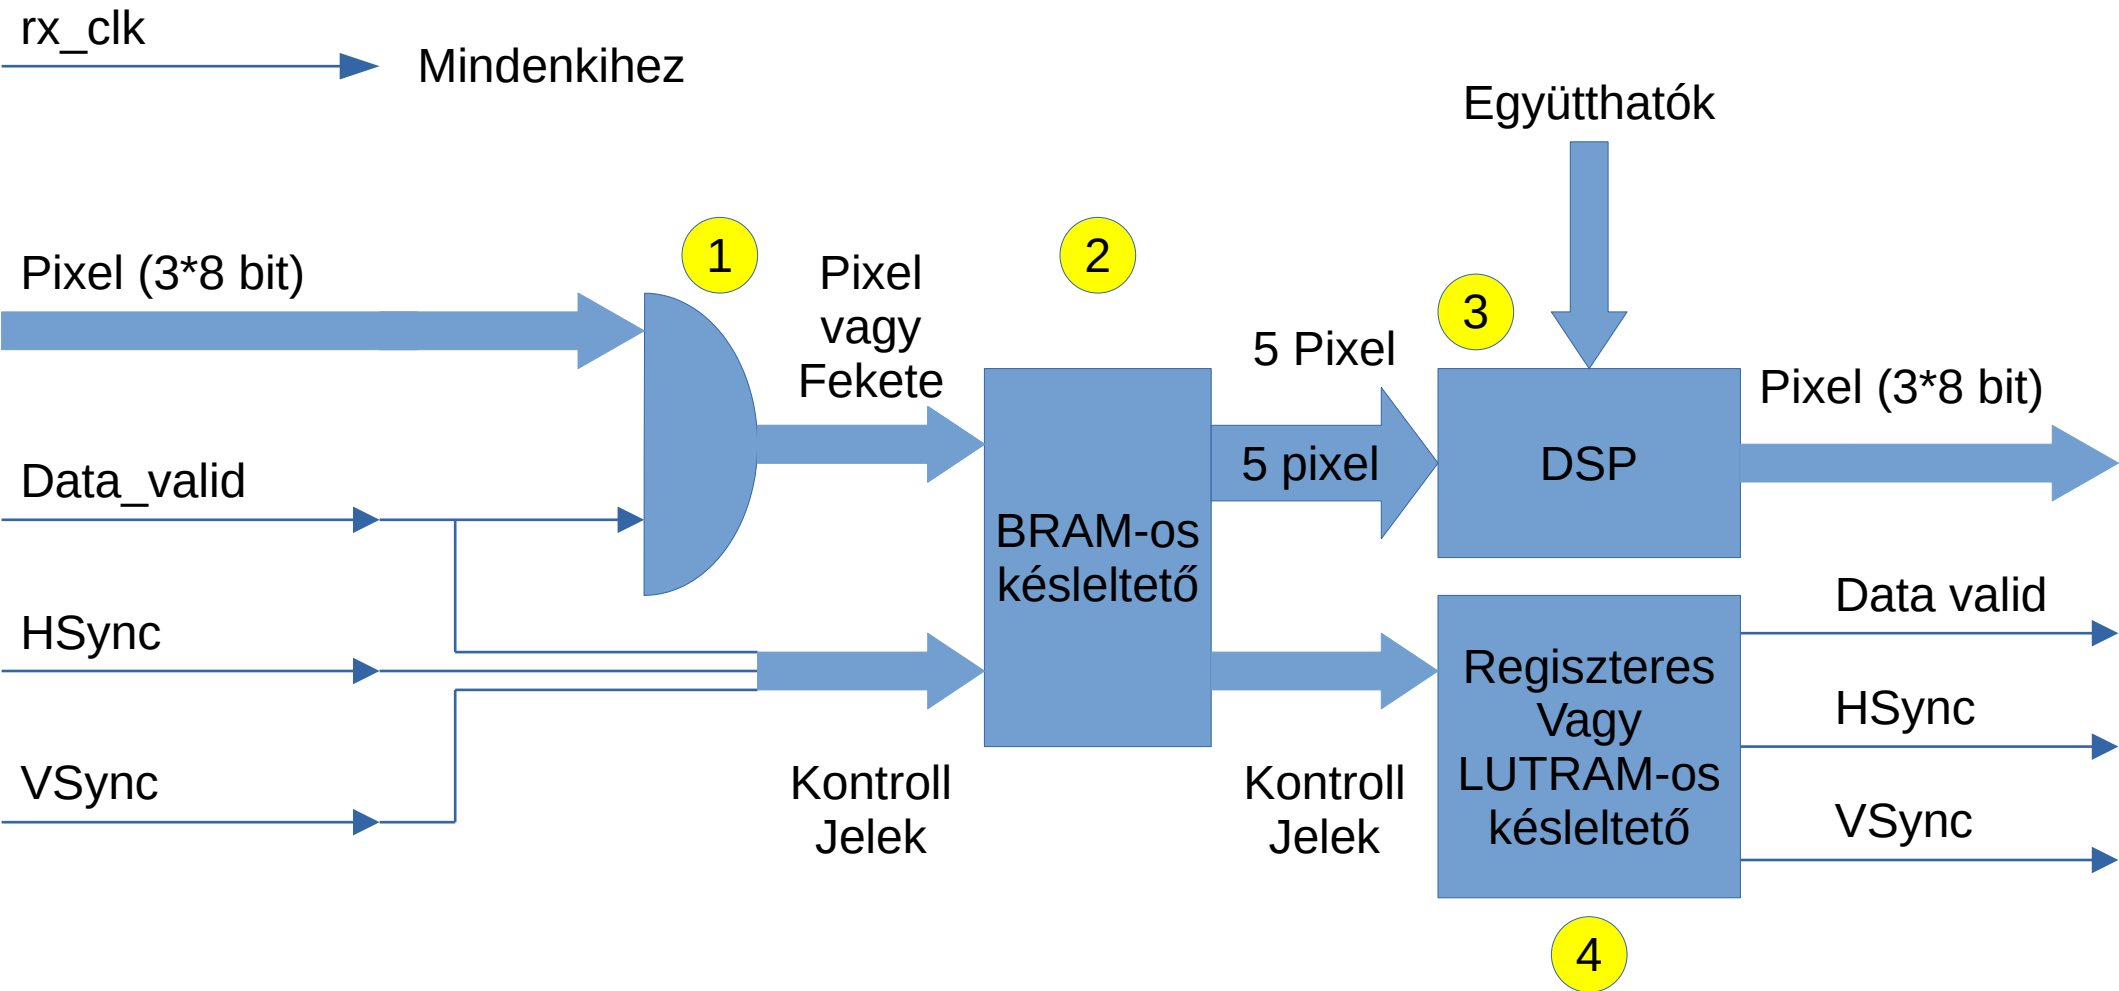 rx_clk
Mindenkihez
Együtthatók
Pixel (3*8 bit)
1
Pixel
vagy
Fekete
2
3
5 Pixel
5 pixel
DSP
Pixel (3*8 bit)
Data_valid
BRAM-os
késleltető
HSync
VSync
Kontroll
Jelek
Kontroll
Jelek
Regiszteres
Vagy
LUTRAM-os
késleltető
Data valid
HSync
VSync
4